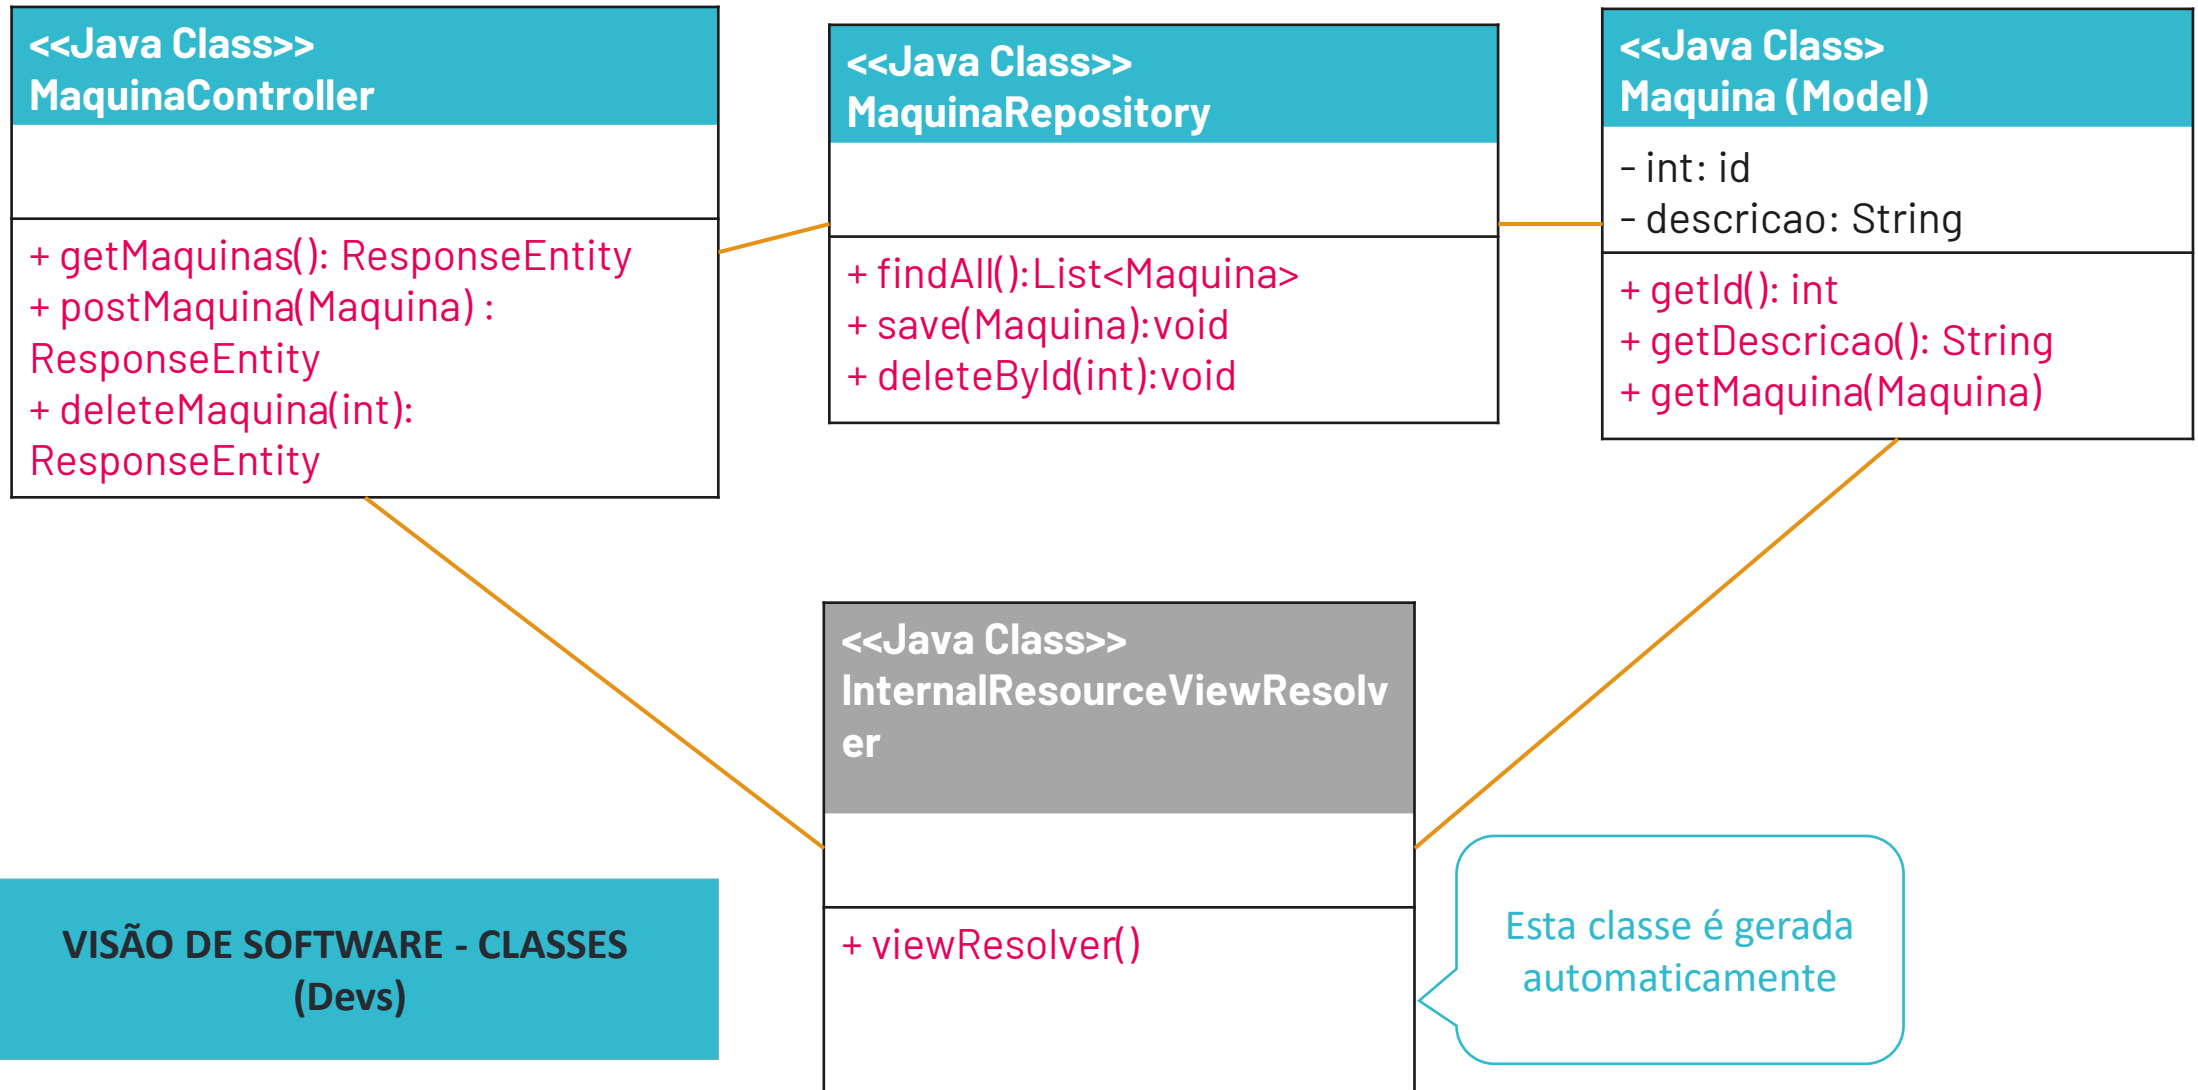 <<Java Class>>
MaquinaController
+ getMaquinas(): ResponseEntity
+ postMaquina(Maquina) :
ResponseEntity
+ deleteMaquina(int):
ResponseEntity
<<Java Class>>
MaquinaRepository
+ findAll():List<Maquina>
+ save(Maquina):void
+ deleteById(int):void
<<Java Class>
Maquina (Model)
- int: id
- descricao: String
+ getId(): int
+ getDescricao(): String
+ getMaquina(Maquina)
<<Java Class>>
InternalResourceViewResolv
er
+ viewResolver()
Esta classe é gerada
automaticamente
VISÃO DE SOFTWARE - CLASSES
(Devs)